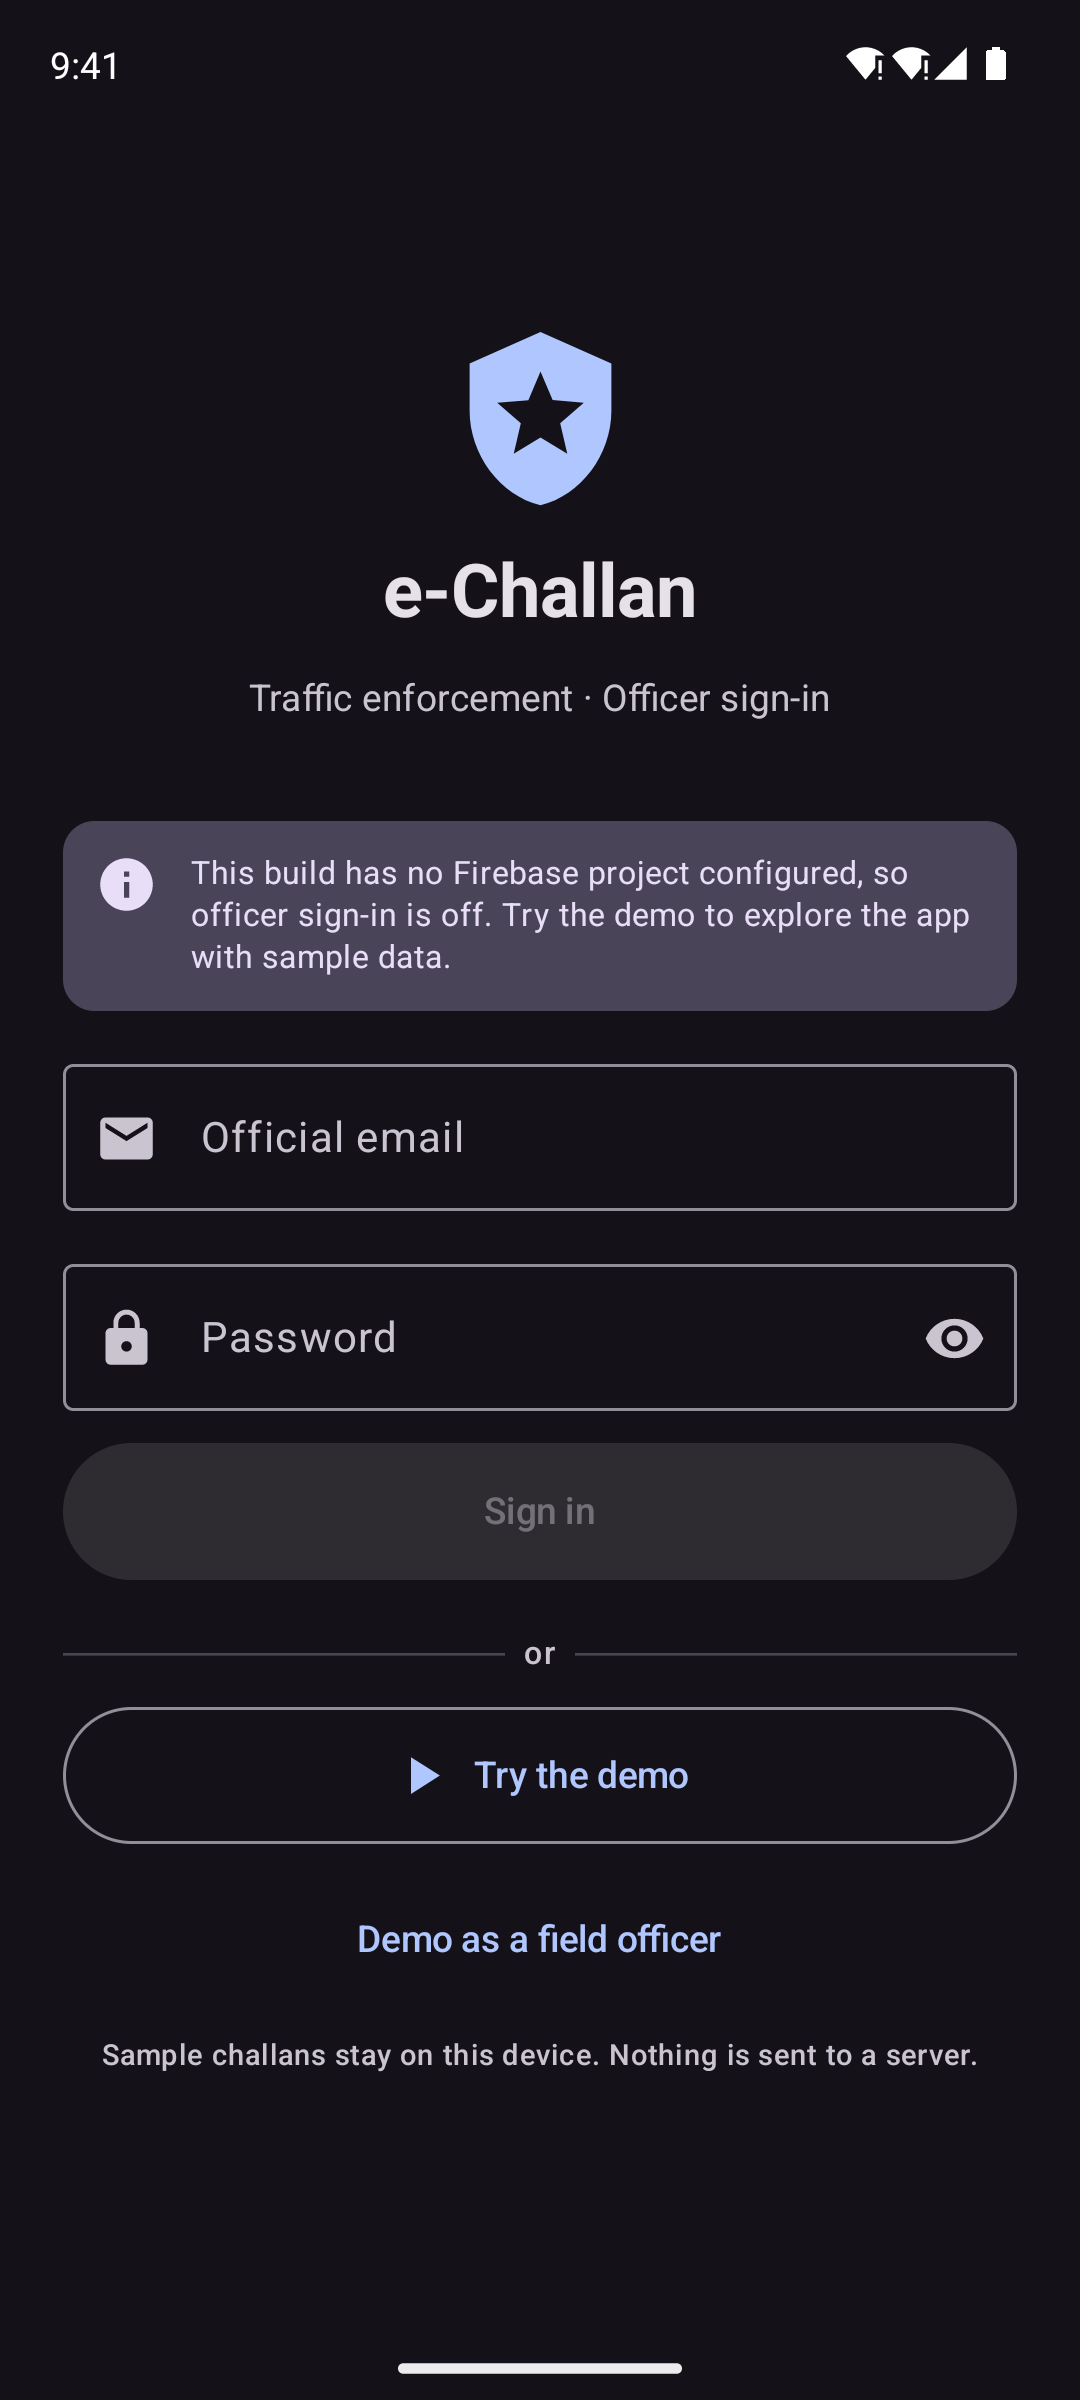 9:41
e-Challan
Traffic enforcement · Officer sign-in
This build has no Firebase project configured, so
officer sign-in is off. Try the demo to explore the app
with sample data.
Official email
Password
Sign in
or
Try the demo
Demo as a field officer
Sample challans stay on this device. Nothing is sent to a server.